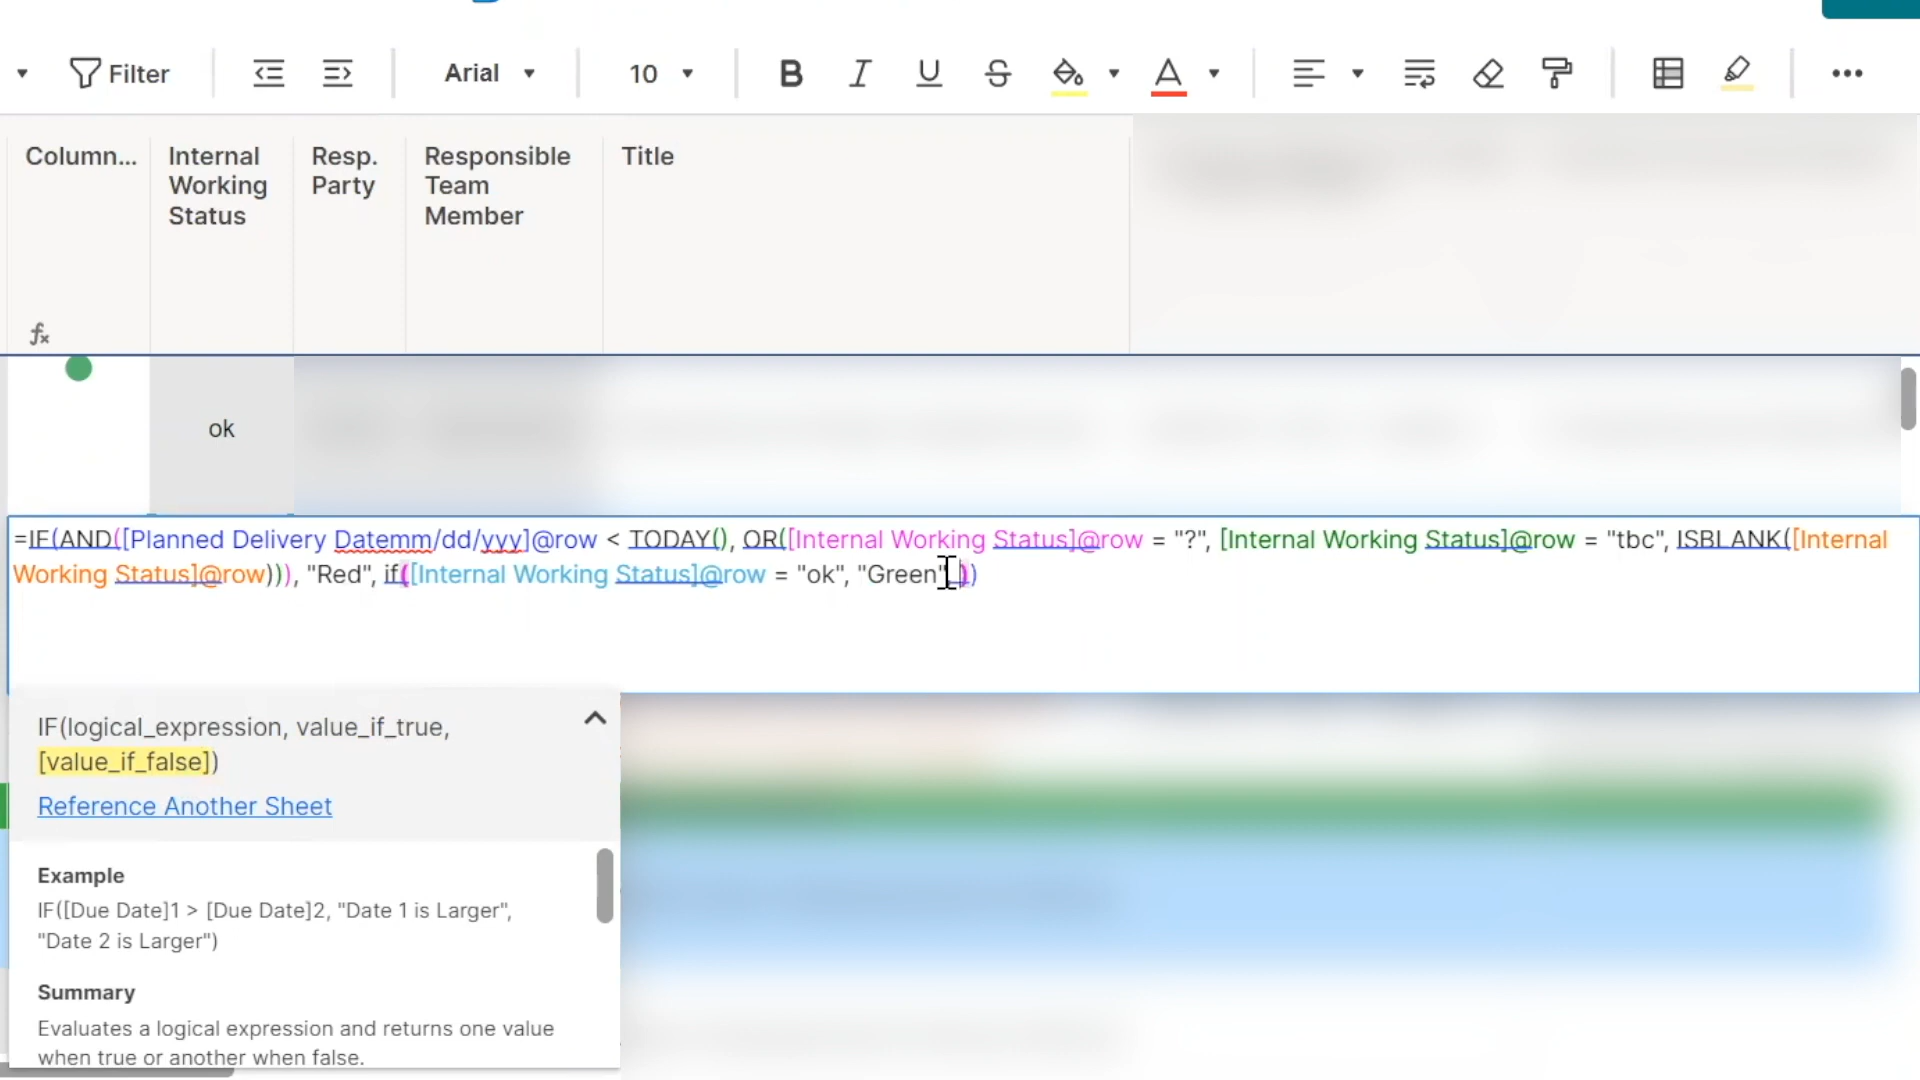 Filter
Arial
10
B I U S A
Column...
Internal
Working
Status
Resp.
Party
Responsible
Team
Member
Title
fx
ok
=IF(AND([Planned Delivery Datemm/dd/yyy]@row < TODAY(), OR([Internal Working Status]@row = "?", [Internal Working Status]@row = "tbc", ISBLANK([Internal
Working Status]@row))), "Red", if([Internal Working Status]@row = "ok", "Green", ))
IF(logical_expression, value_if_true,
[value_if_false])
Reference Another Sheet
Example
IF([Due Date]1 > [Due Date]2, "Date 1 is Larger",
"Date 2 is Larger")
Summary
Evaluates a logical expression and returns one value
when true or another when false.